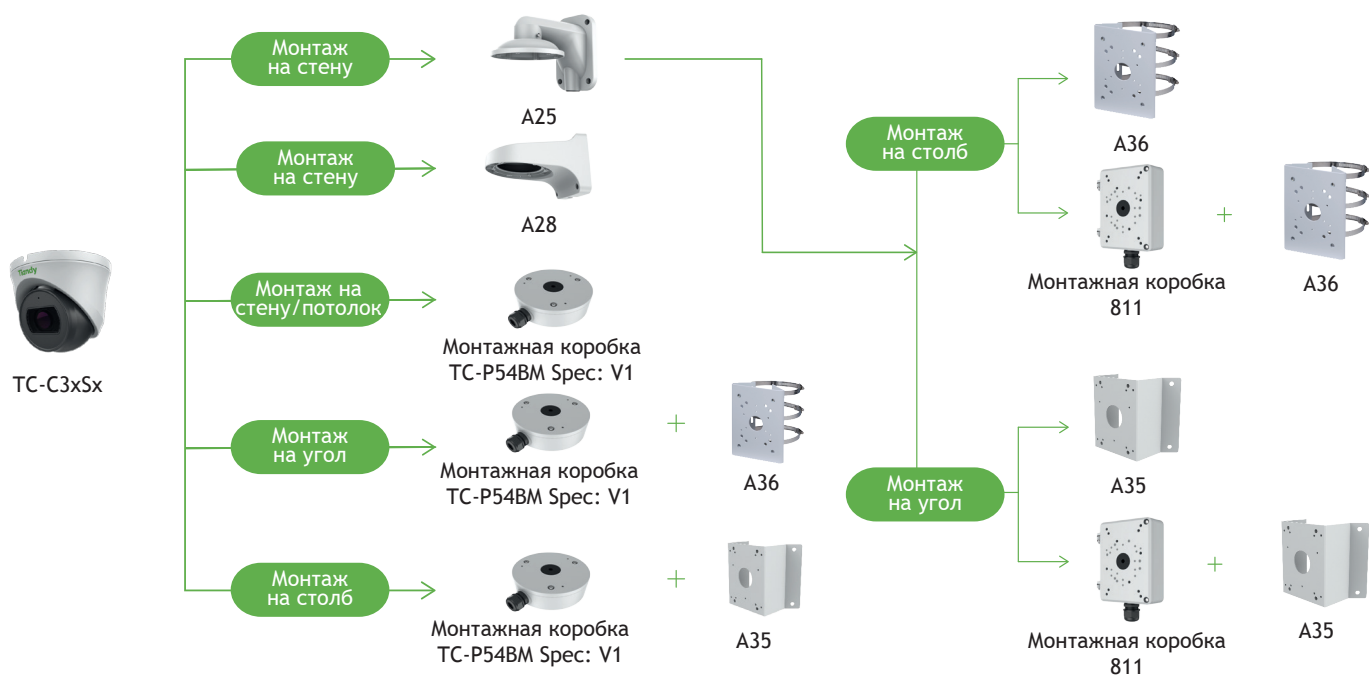 Монтаж
на стену
A25
Монтаж
на стену
A28
Tiandy
TC-C3xSx
Монтаж на
стену/потолок
Монтажная коробка
TC-P54BM Spec: V1
Монтаж
на угол
Монтажная коробка
TC-P54BM Spec: V1
+
A36
Монтаж
на столб
Монтажная коробка
TC-P54BM Spec: V1
+
A35
Монтаж
на столб
A36
Монтажная коробка
811
+
A36
Монтаж
на угол
A35
Монтажная коробка
811
+
A35